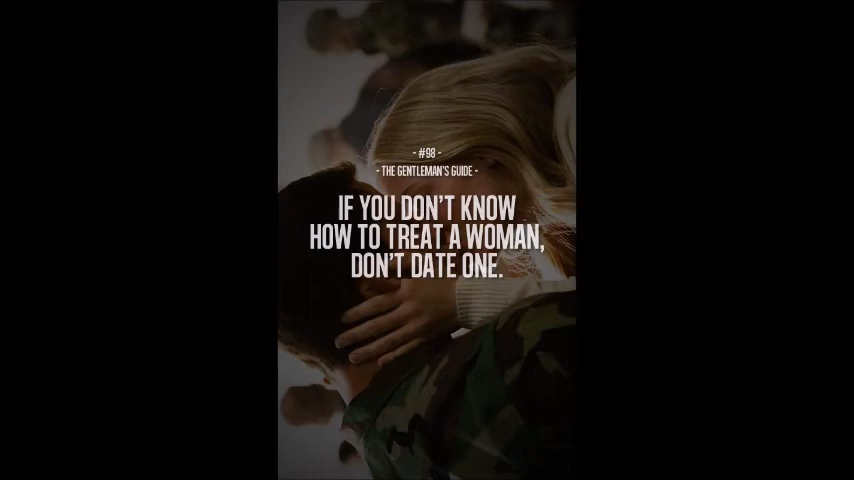 - #98 -
- THE GENTLEMAN'S GUIDE -
IF YOU DON'T KNOW
HOW TO TREAT A WOMAN,
DON'T DATE ONE.